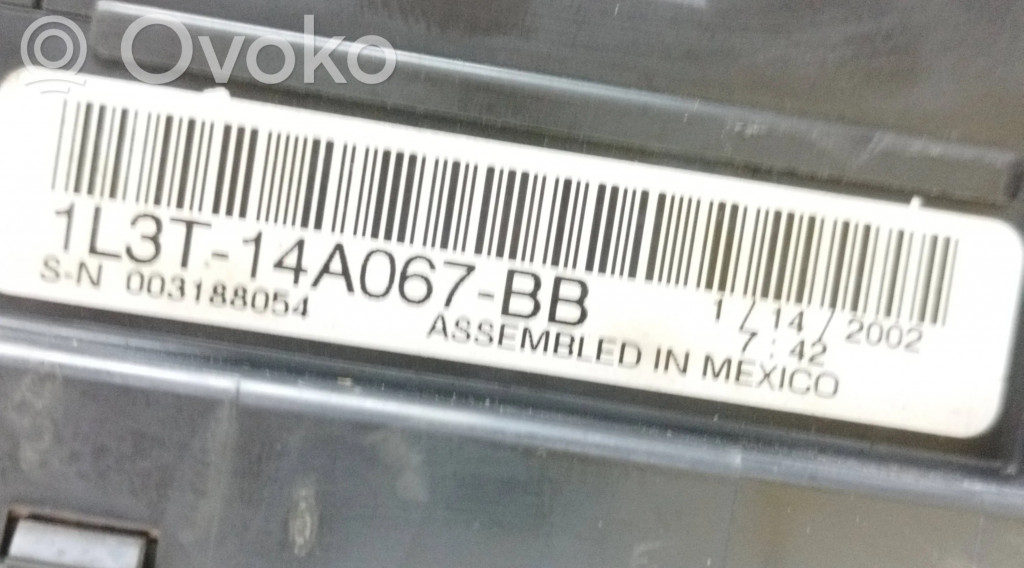 Ovoko
1L3T-14A067-BB
S-N 003188054
1 / 14 / 2002
7 : 42
ASSEMBLED IN MEXICO